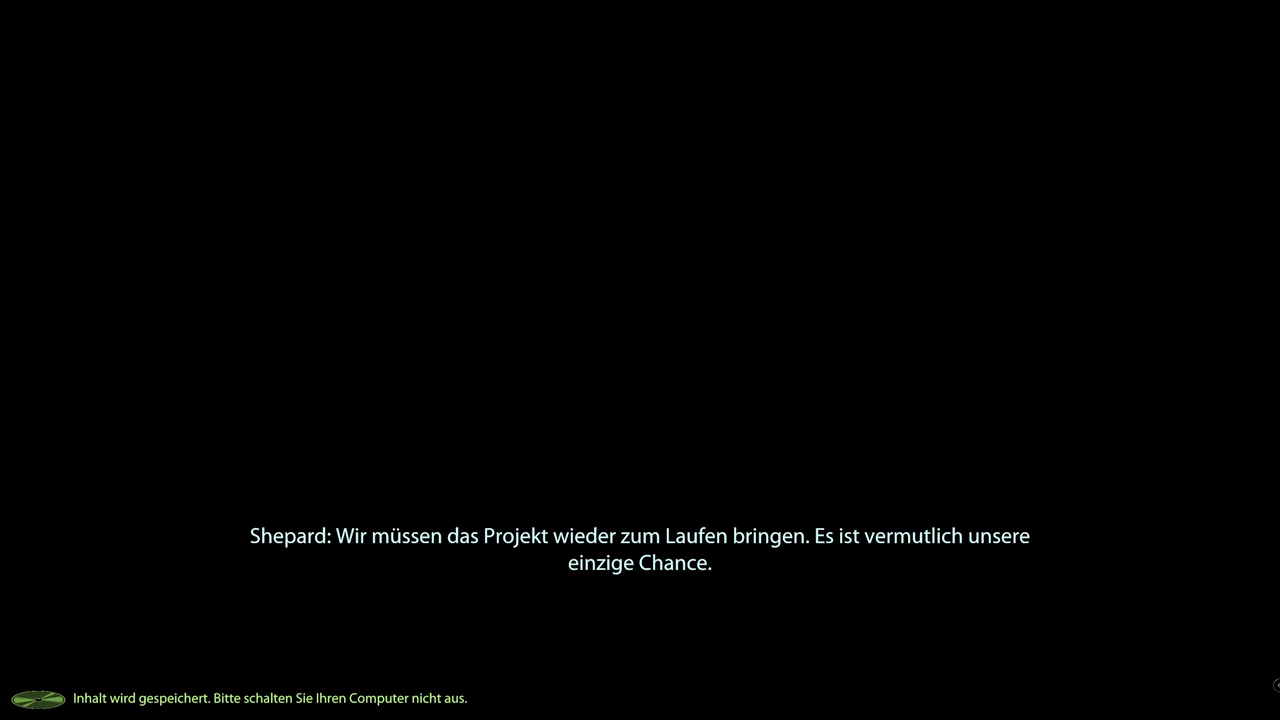 Shepard: Wir müssen das Projekt wieder zum Laufen bringen. Es ist vermutlich unsere
einzige Chance.
Inhalt wird gespeichert. Bitte schalten Sie Ihren Computer nicht aus.